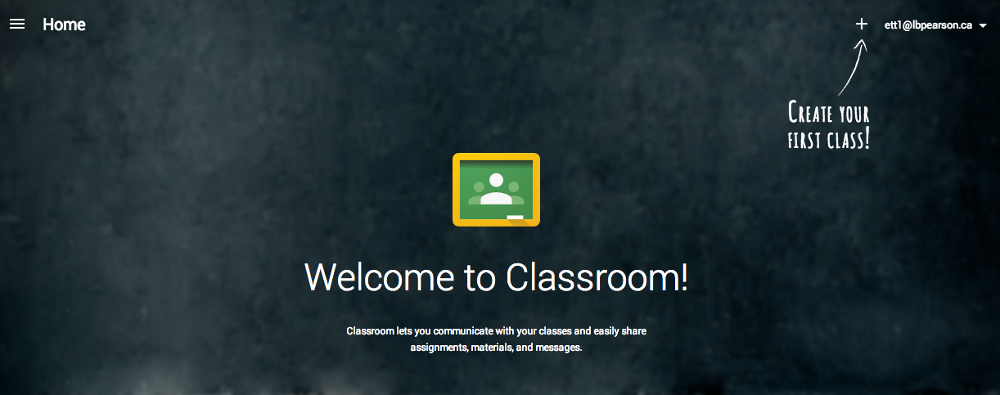 Home
ett1@lbpearson.ca
CREATE YOUR
FIRST CLASS!
Welcome to Classroom!
Classroom lets you communicate with your classes and easily share
assignments, materials, and messages.